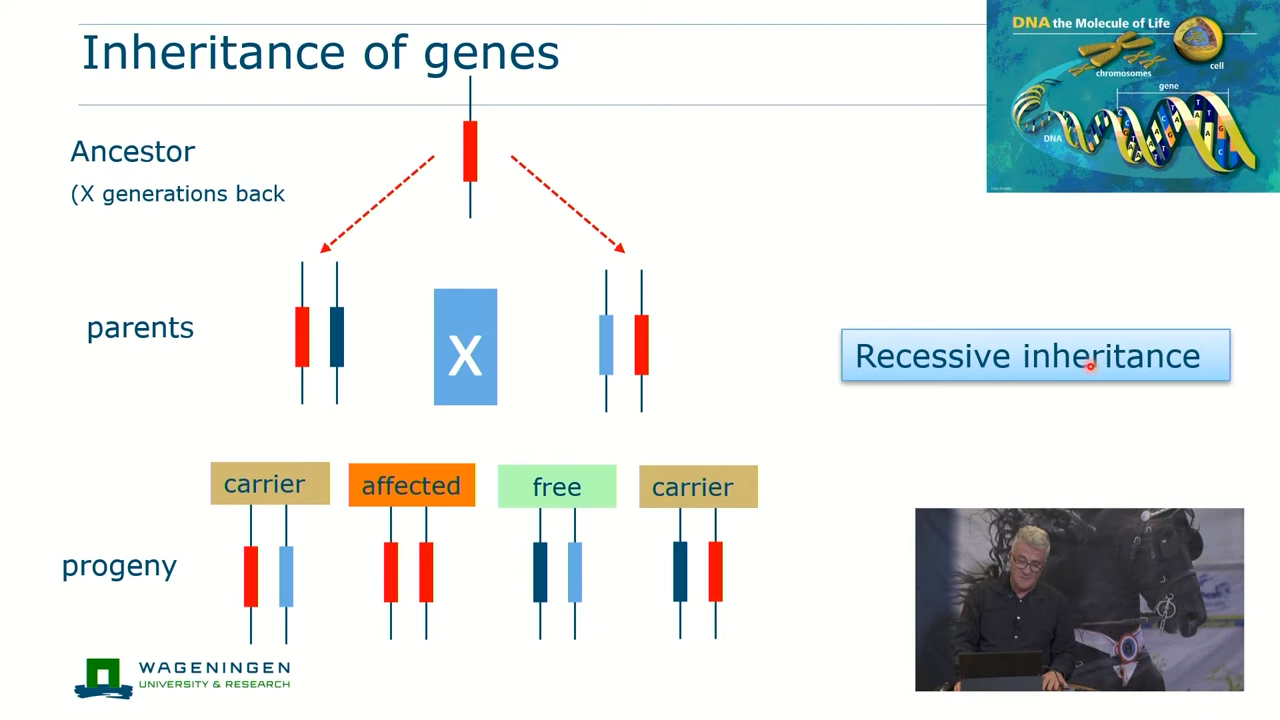 Inheritance of genes
DNA the Molecule of Life
chromosomes
cell
gene
DNA
Ancestor
(X generations back
parents
X
Recessive inheritance
carrier
affected
free
carrier
progeny
WAGENINGEN
UNIVERSITY & RESEARCH